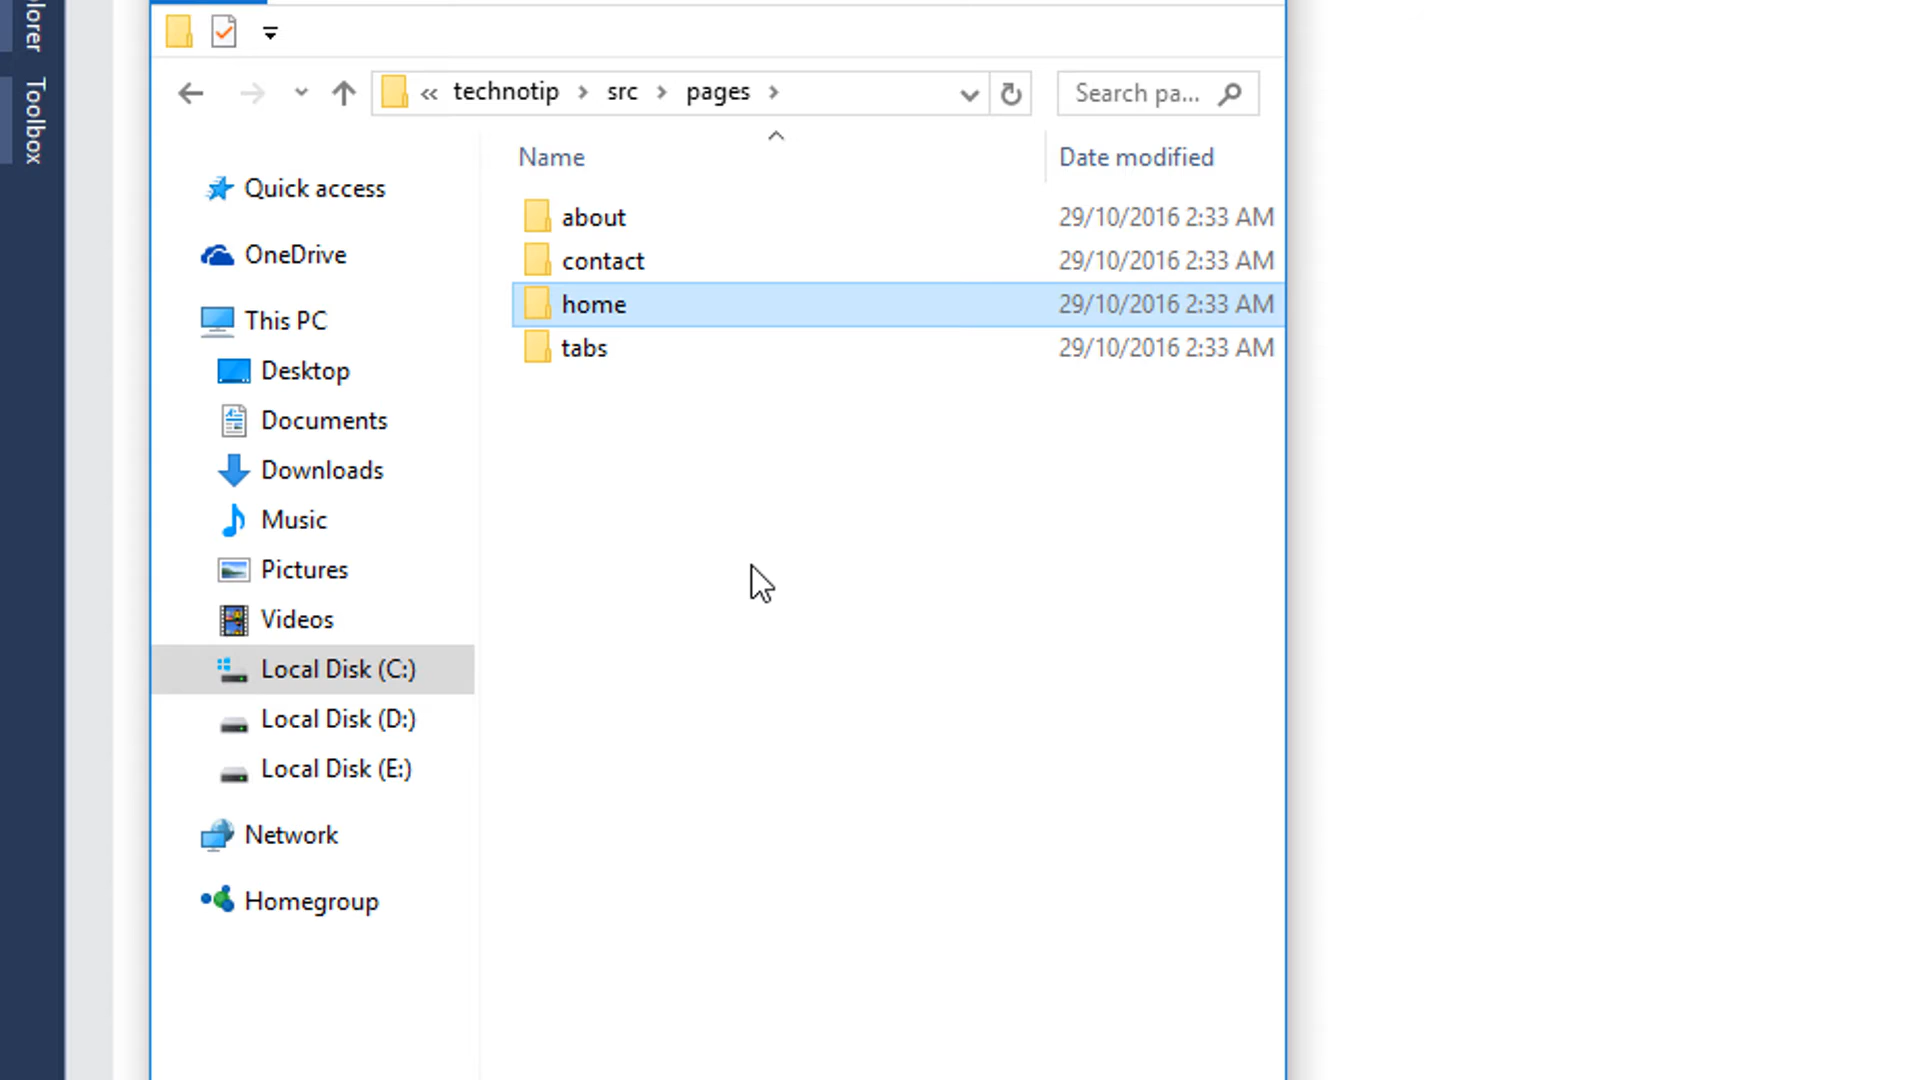 plorer
Toolbox
« technotip > src > pages >
Search pa...
Name
Date modified
Quick access
OneDrive
This PC
Desktop
Documents
Downloads
Music
Pictures
Videos
Local Disk (C:)
Local Disk (D:)
Local Disk (E:)
Network
Homegroup
about 29/10/2016 2:33 AM
contact 29/10/2016 2:33 AM
home 29/10/2016 2:33 AM
tabs 29/10/2016 2:33 AM